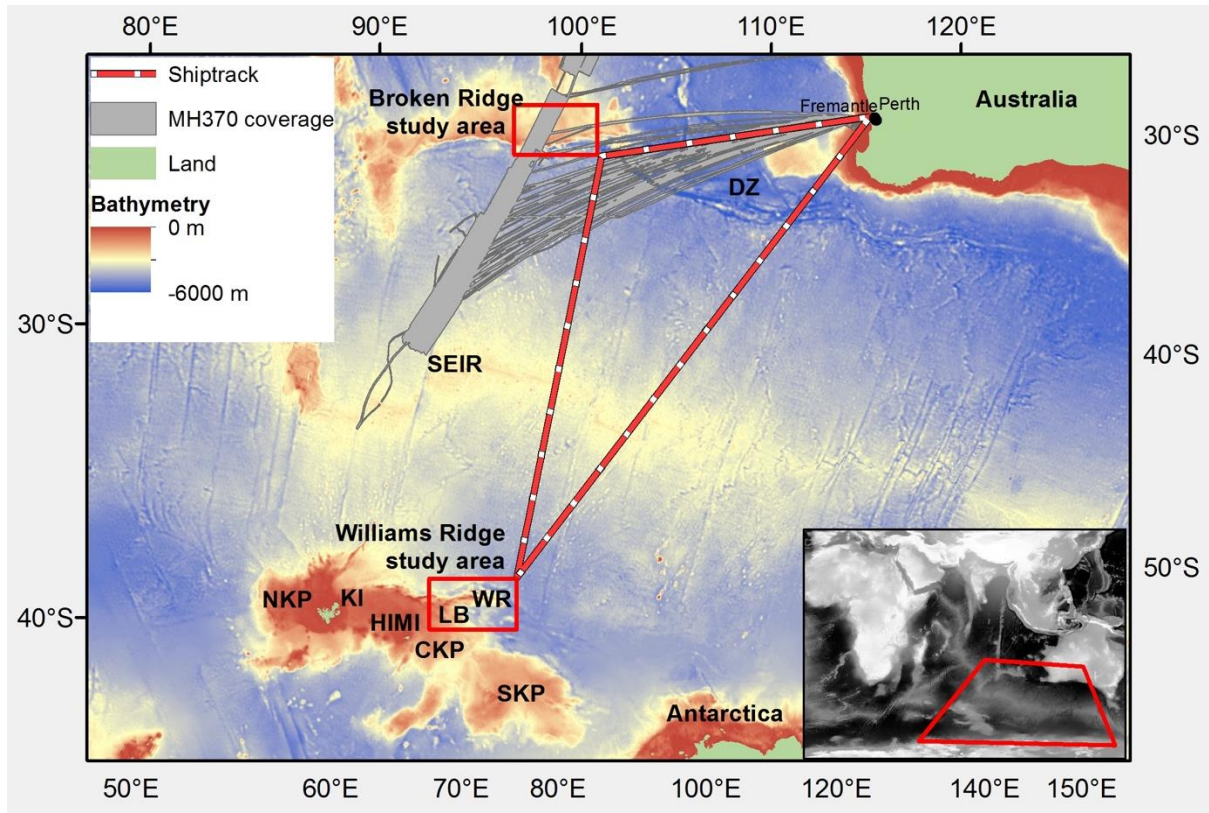 80°E 90°E 100°E 110°E 120°E
Shiptrack
MH370 coverage
Land
Bathymetry
0 m
-6000 m
Broken Ridge
study area
Fremantle Perth
Australia
DZ
30°S
30°S
SEIR
40°S
Williams Ridge
study area
50°S
NKP KI
WR
LB
HIMI
40°S
CKP
SKP
Antarctica
50°E 60°E 70°E 80°E 100°E 120°E 140°E 150°E